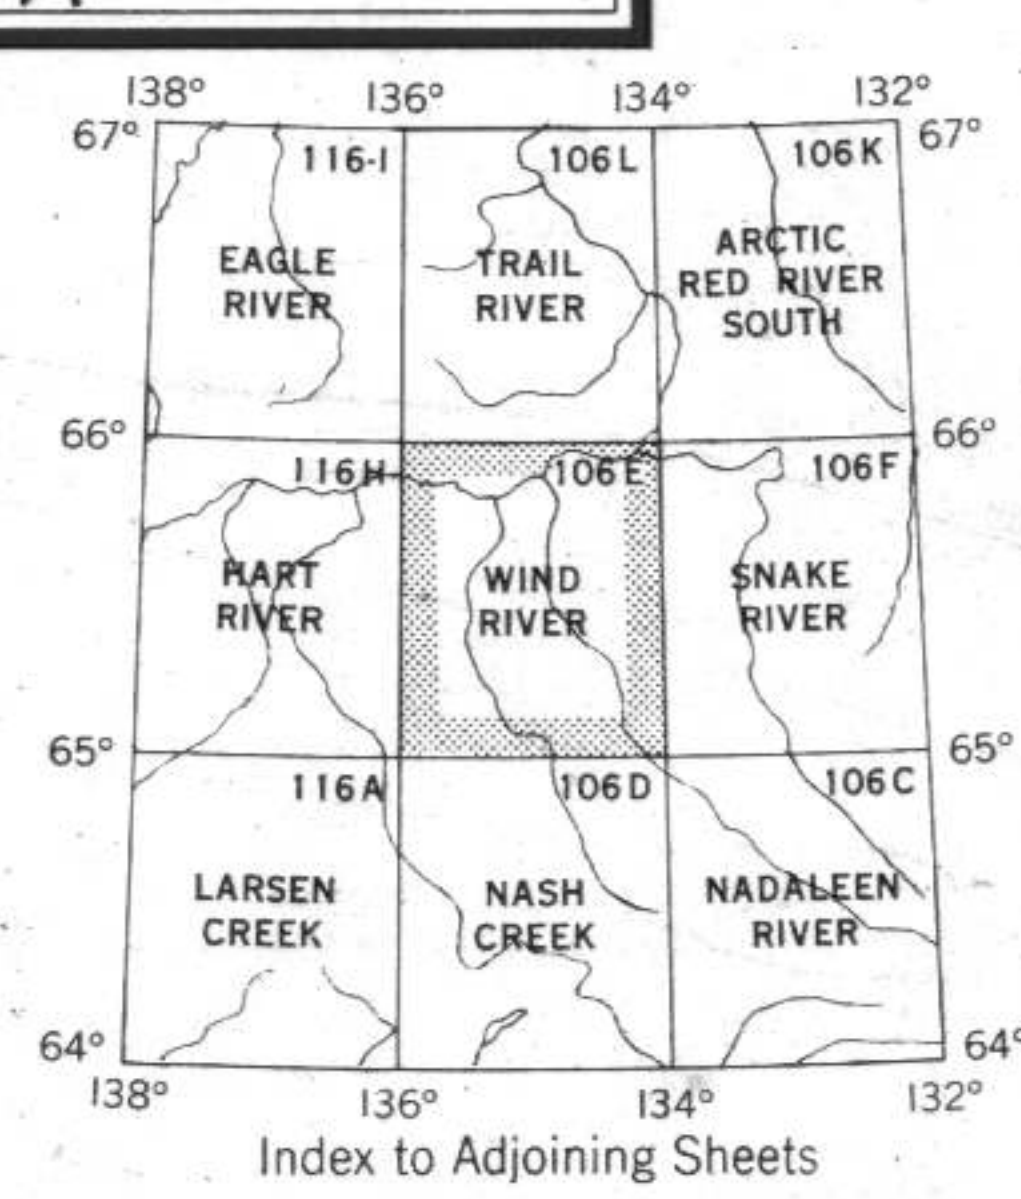 138° 136° 134° 132°
67° 67°
116-I 106L 106K
EAGLE
RIVER
TRAIL
RIVER
ARCTIC
RED RIVER
SOUTH
66° 66°
116H 106E 106F
HART
RIVER
WIND
RIVER
SNAKE
RIVER
65° 65°
116A 106D 106C
LARSEN
CREEK
NASH
CREEK
NADALEEN
RIVER
64° 64°
138° 136° 134° 132°
Index to Adjoining Sheets